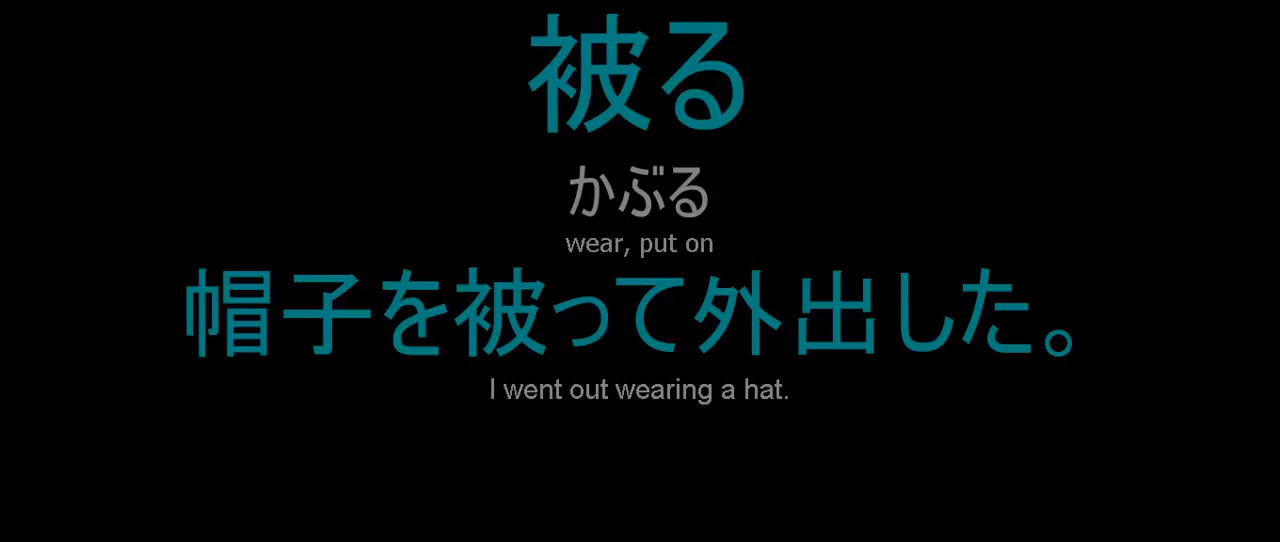 被る
かぶる
wear, put on
帽子を被って外出した。
I went out wearing a hat.